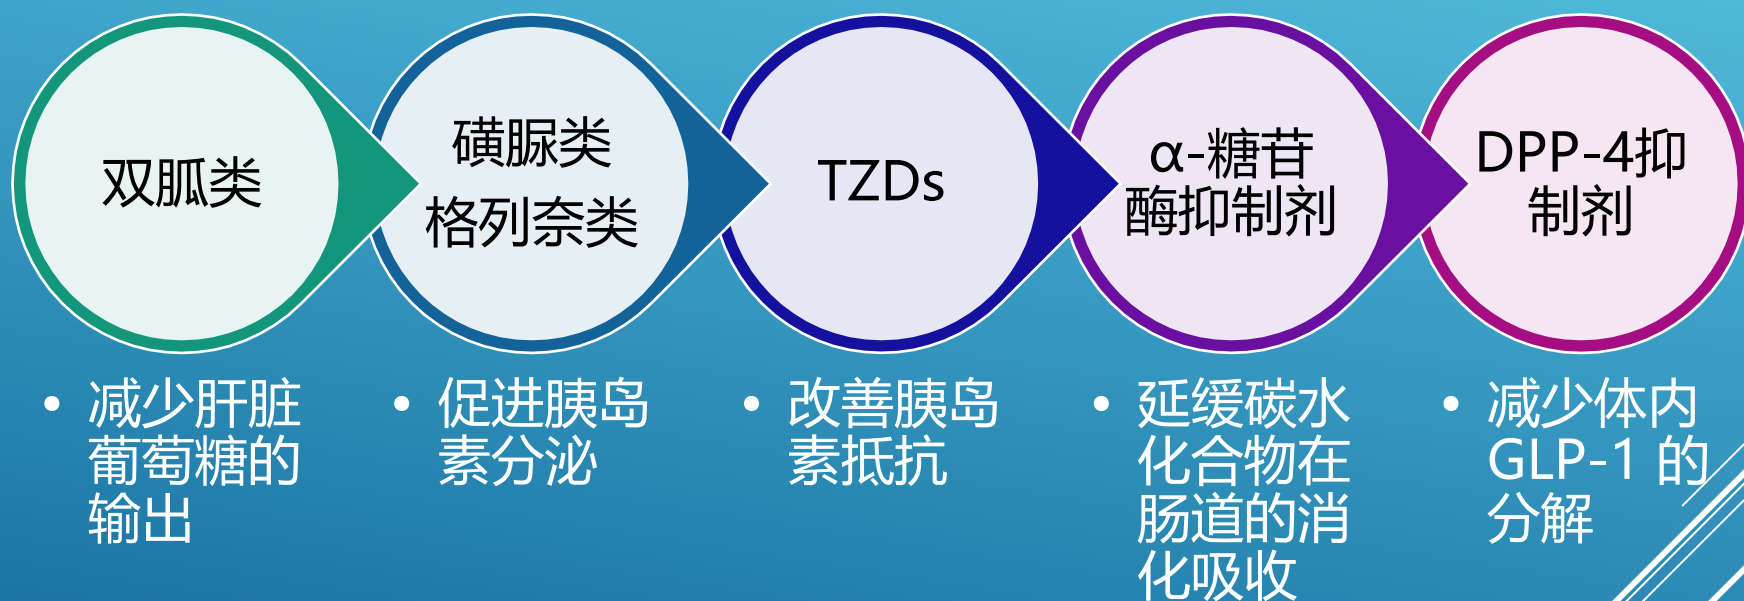 双胍类
磺脲类
格列奈类
TZDs
α-糖苷
酶抑制剂
DPP-4抑
制剂
• 减少肝脏
葡萄糖的
输出
• 促进胰岛
素分泌
• 改善胰岛
素抵抗
• 延缓碳水
化合物在
肠道的消
化吸收
• 减少体内
GLP-1 的
分解